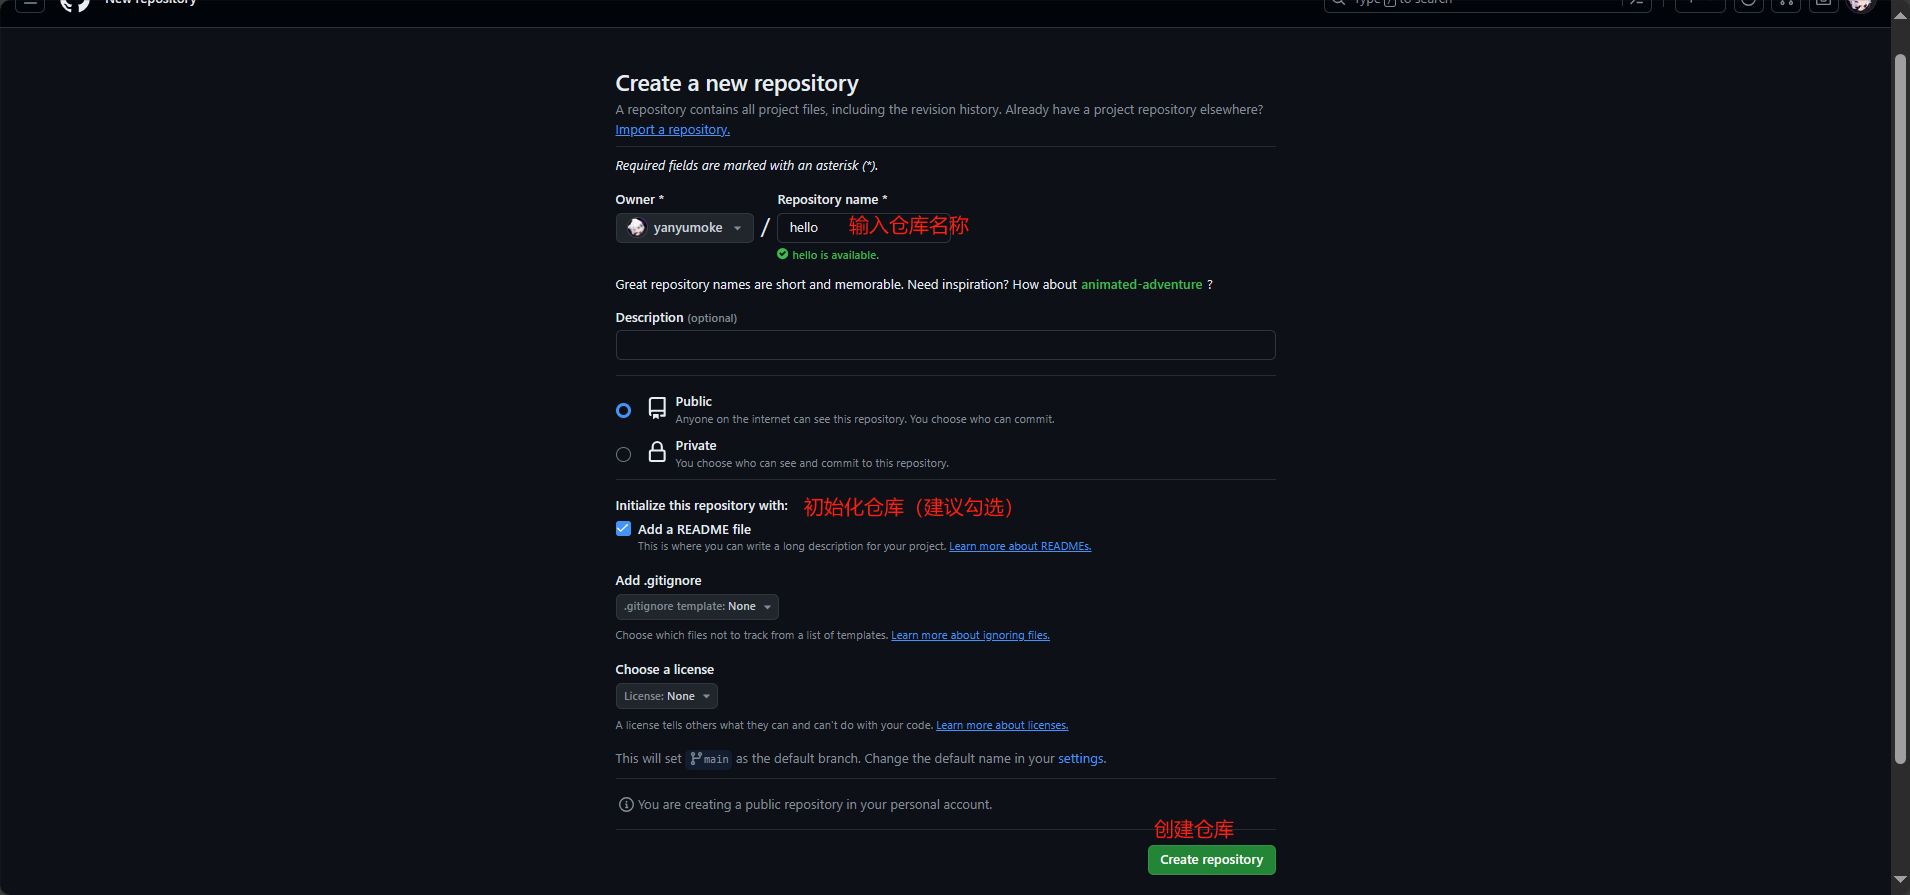 New repository
Type / to search
Create a new repository
A repository contains all project files, including the revision history. Already have a project repository elsewhere?
Import a repository.
Required fields are marked with an asterisk (*).
Owner * Repository name *
yanyumoke / hello 输入仓库名称
hello is available.
Great repository names are short and memorable. Need inspiration? How about animated-adventure ?
Description (optional)
Public
Anyone on the internet can see this repository. You choose who can commit.
Private
You choose who can see and commit to this repository.
Initialize this repository with: 初始化仓库（建议勾选）
Add a README file
This is where you can write a long description for your project. Learn more about READMEs.
Add .gitignore
.gitignore template: None
Choose which files not to track from a list of templates. Learn more about ignoring files.
Choose a license
License: None
A license tells others what they can and can't do with your code. Learn more about licenses.
This will set main as the default branch. Change the default name in your settings.
You are creating a public repository in your personal account.
创建仓库
Create repository